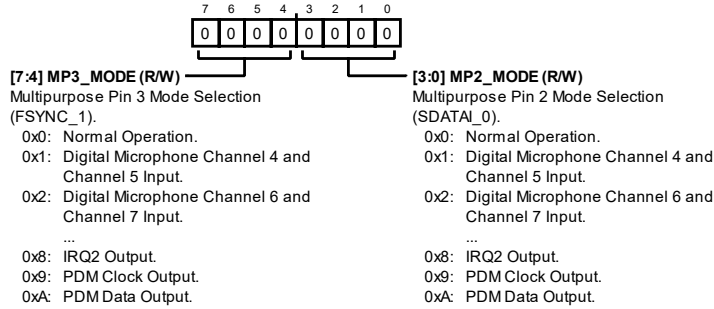 7 6 5 4 3 2 1 0
0 0 0 0 0 0 0 0
[7:4] MP3_MODE (R/W)
Multipurpose Pin 3 Mode Selection
(FSYNC_1).
0x0: Normal Operation.
0x1: Digital Microphone Channel 4 and
Channel 5 Input.
0x2: Digital Microphone Channel 6 and
Channel 7 Input.
...
0x8: IRQ2 Output.
0x9: PDM Clock Output.
0xA: PDM Data Output.
[3:0] MP2_MODE (R/W)
Multipurpose Pin 2 Mode Selection
(SDATAI_0).
0x0: Normal Operation.
0x1: Digital Microphone Channel 4 and
Channel 5 Input.
0x2: Digital Microphone Channel 6 and
Channel 7 Input.
...
0x8: IRQ2 Output.
0x9: PDM Clock Output.
0xA: PDM Data Output.